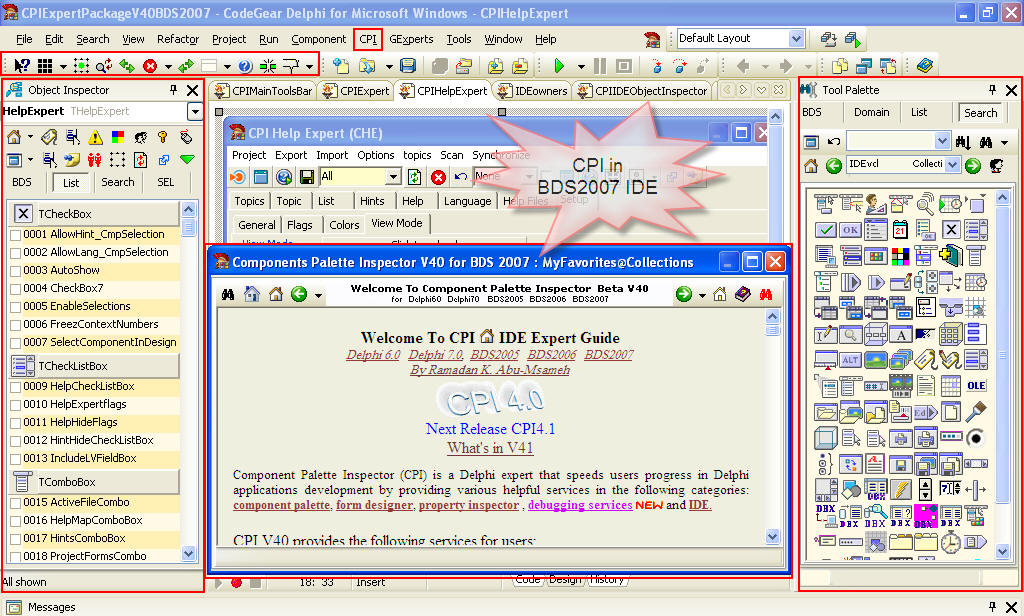 CPIExpertPackageV40BDS2007 - CodeGear Delphi for Microsoft Windows - CPIHelpExpert
File Edit Search View Refactor Project Run Component CPI GExperts Tools Window Help
Default Layout
Object Inspector
HelpExpert THelpExpert
BDS List Search SEL
TCheckBox
0001 AllowHint_CmpSelection
0002 AllowLang_CmpSelection
0003 AutoShow
0004 CheckBox7
0005 EnableSelections
0006 FreezContextNumbers
0007 SelectComponentInDesign
TCheckListBox
0009 HelpCheckListBox
0010 HelpExpertflags
0011 HelpHideFlags
0012 HintHideCheckListBox
0013 IncludeLVFieldBox
TComboBox
0015 ActiveFileCombo
0016 HelpMapComboBox
0017 HintsComboBox
0018 ProjectFormsCombo
All shown
CPIMainToolsBar CPIExpert CPIHelpExpert IDEowners CPIIDEObjectInspector
CPI Help Expert (CHE)
Project Export Import Options topics Scan Synchronize
All
None
Topics Topic List Hints Help Language Help Files Setup
General Flags Colors View Mode
View Mode
CPI in
BDS2007 IDE
Components Palette Inspector V40 for BDS 2007 : MyFavorites@Collections
Welcome To Component Palette Inspector Beta V40
for Delphi60 Delphi70 BDS2005 BDS2006 BDS2007
Welcome To CPI IDE Expert Guide
Delphi 6.0 Delphi 7.0, BDS2005 BDS2006 BDS2007
By Ramadan K. Abu-Msameh
CPI 4.0
Next Release CPI4.1
What's in V41
Component Palette Inspector (CPI) is a Delphi expert that speeds users progress in Delphi
applications development by providing various helpful services in the following categories:
component palette, form designer, property inspector , debugging services NEW and IDE.
CPI V40 provides the following services for users:
18: 33 Insert
Code Design History
Tool Palette
BDS Domain List Search
IDEvcl Collecti
OK
ALT
OLE
Ed
DBX
DBX
DBX DBX DBX DBX
Messages